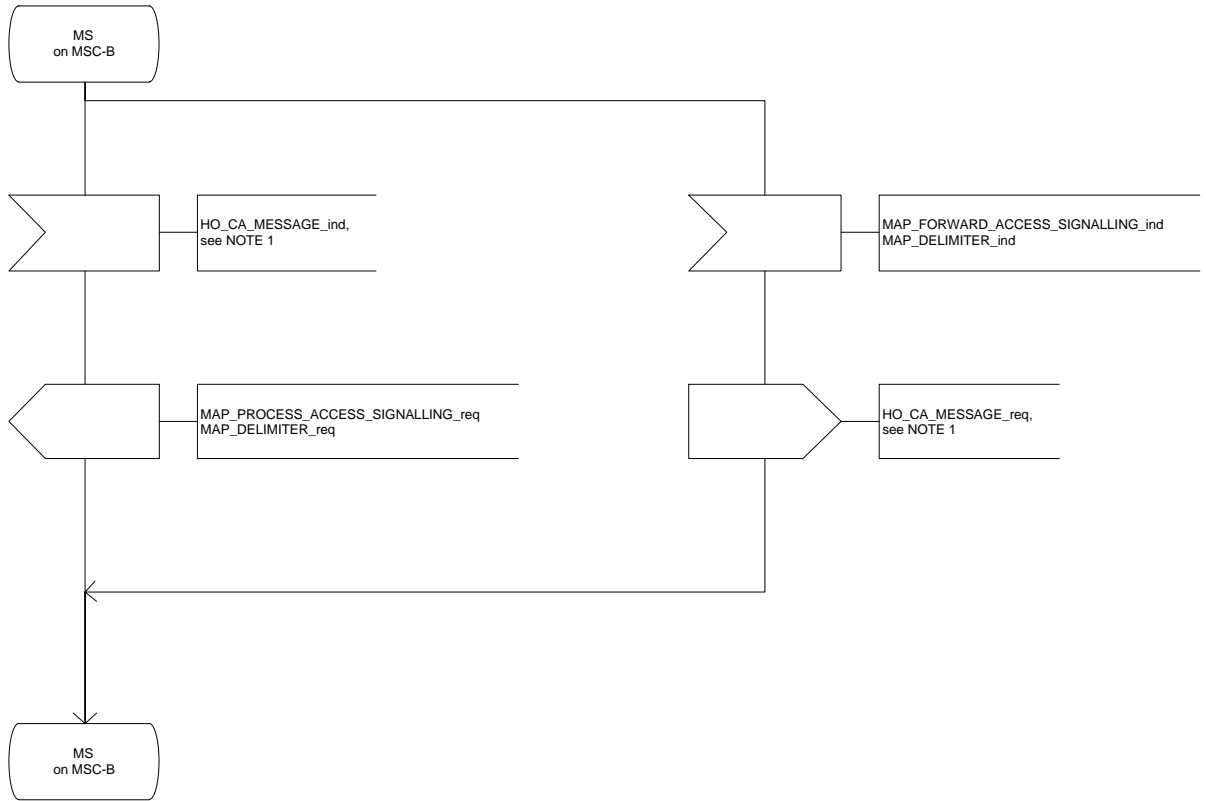 MS
on MSC-B
HO_CA_MESSAGE_ind,
see NOTE 1
MAP_FORWARD_ACCESS_SIGNALLING_ind
MAP_DELIMITER_ind
MAP_PROCESS_ACCESS_SIGNALLING_req
MAP_DELIMITER_req
HO_CA_MESSAGE_req,
see NOTE 1
MS
on MSC-B